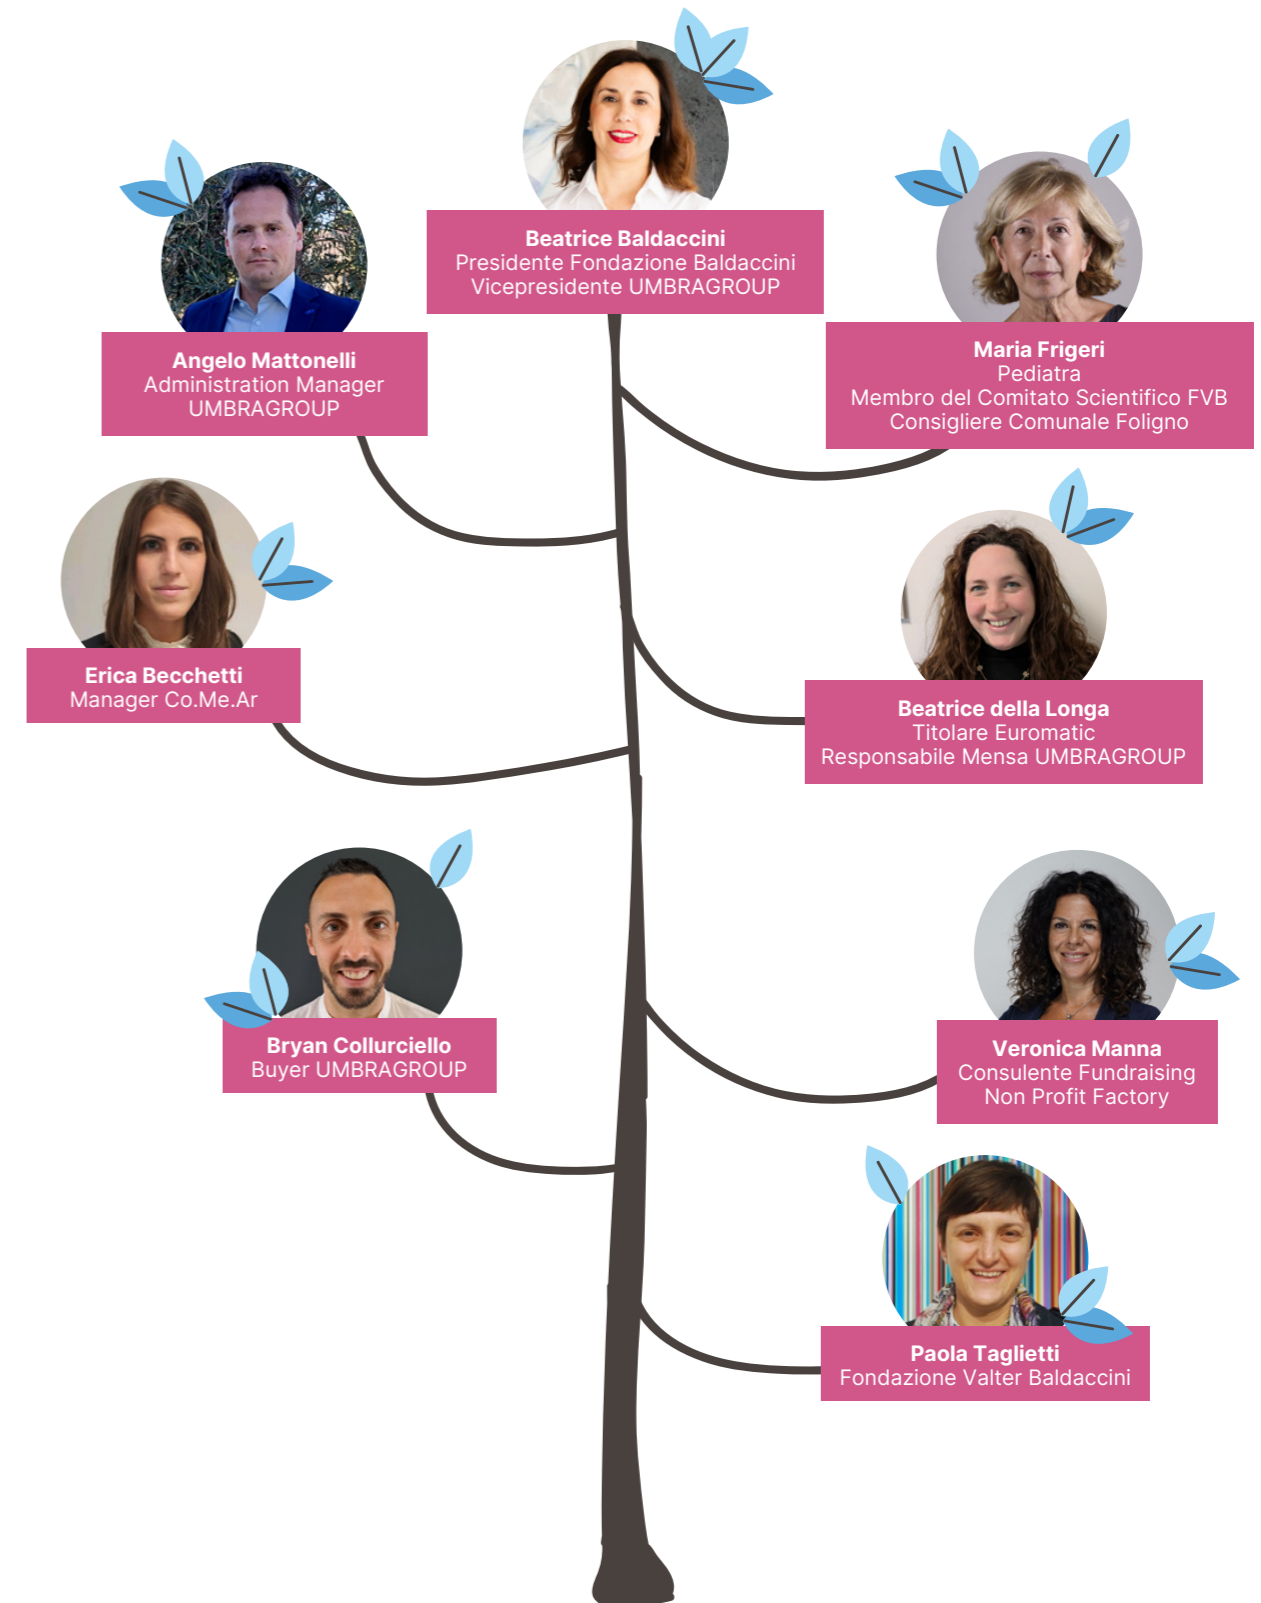 Beatrice Baldaccini
Presidente Fondazione Baldaccini
Vicepresidente UMBRAGROUP
Angelo Mattonelli
Administration Manager
UMBRAGROUP
Maria Frigeri
Pediatra
Membro del Comitato Scientifico FVB
Consigliere Comunale Foligno
Erica Becchetti
Manager Co.Me.Ar
Beatrice della Longa
Titolare Euromatic
Responsabile Mensa UMBRAGROUP
Bryan Collurciello
Buyer UMBRAGROUP
Veronica Manna
Consulente Fundraising
Non Profit Factory
Paola Taglietti
Fondazione Valter Baldaccini